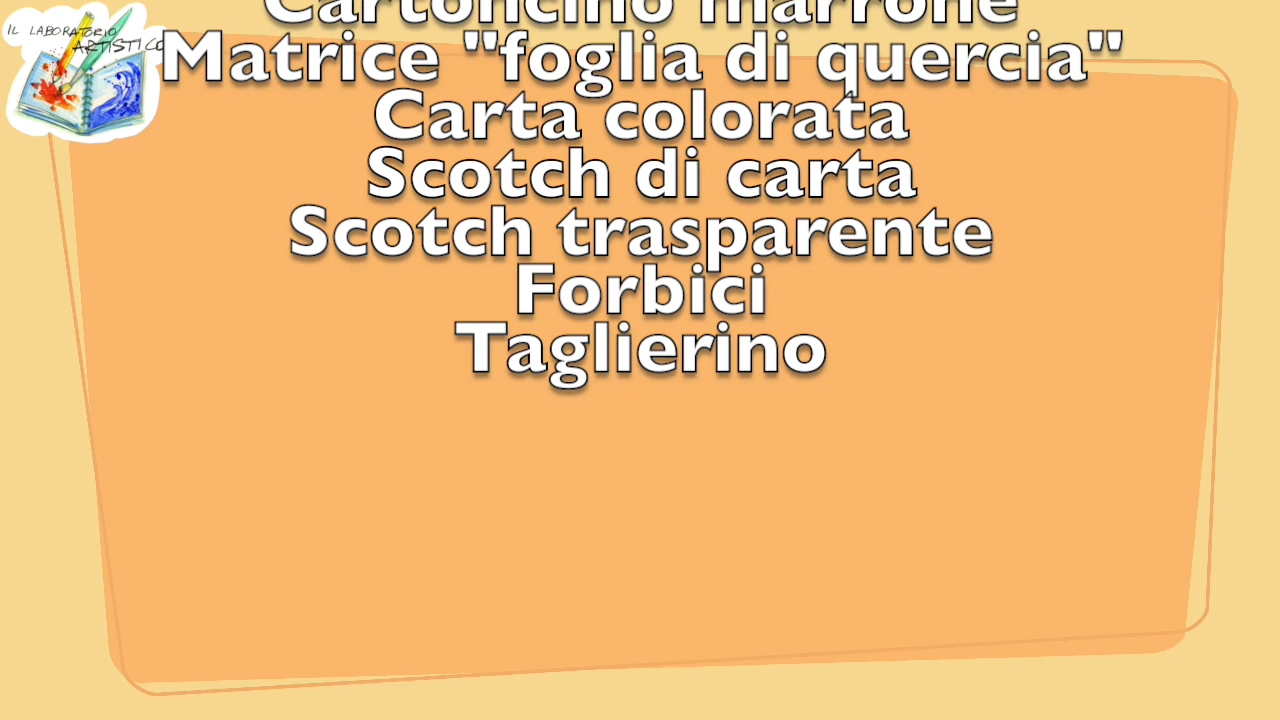 IL LABORATORIO
ARTISTICO
Cartoncino marrone
Matrice "foglia di quercia"
Carta colorata
Scotch di carta
Scotch trasparente
Forbici
Taglierino